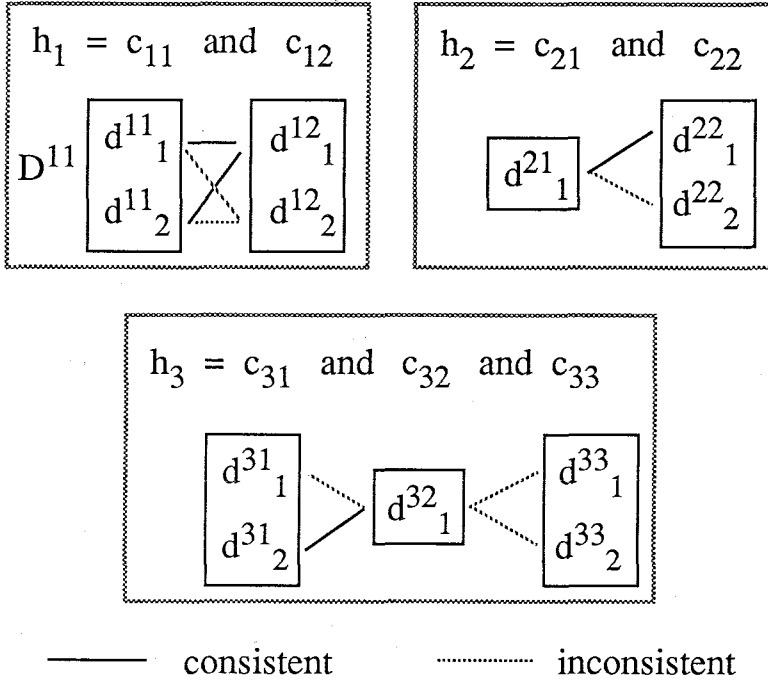 h₁ = c₁₁ and c₁₂
D¹¹ d¹¹₁ d¹²₁
d¹¹₂ d¹²₂
h₂ = c₂₁ and c₂₂
d²¹₁ d²²₁
d²²₂
h₃ = c₃₁ and c₃₂ and c₃₃
d³¹₁ d³³₁
d³²₁
d³¹₂ d³³₂
consistent inconsistent